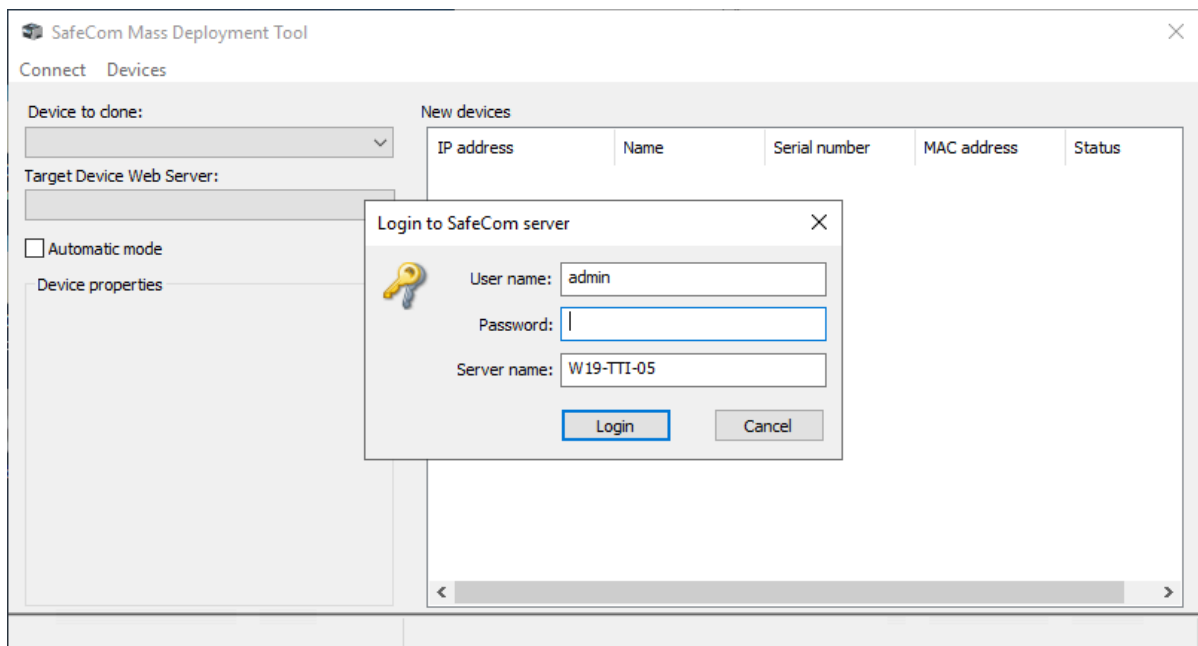 SafeCom Mass Deployment Tool
Connect Devices
Device to clone:
Target Device Web Server:
Automatic mode
Device properties
New devices
IP address Name Serial number MAC address Status
Login to SafeCom server
User name: admin
Password:
Server name: W19-TTI-05
Login Cancel